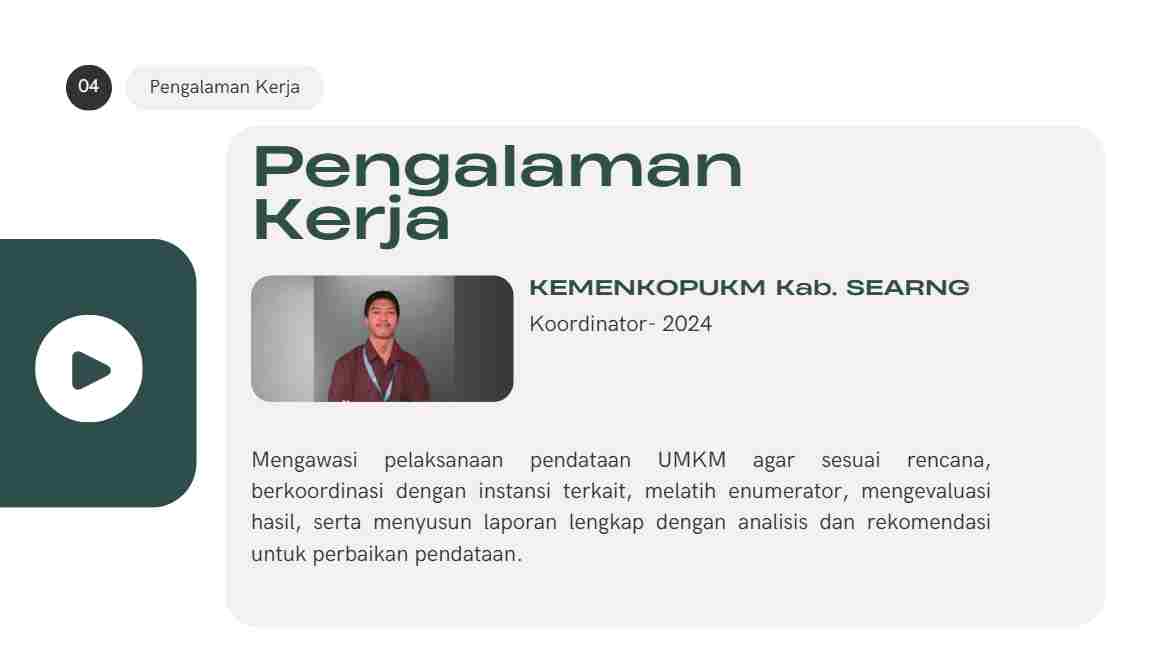 04
Pengalaman Kerja
Pengalaman
Kerja
KEMENKOPUKM Kab. SEARNG
Koordinator- 2024
Mengawasi pelaksanaan pendataan UMKM agar sesuai rencana,
berkoordinasi dengan instansi terkait, melatih enumerator, mengevaluasi
hasil, serta menyusun laporan lengkap dengan analisis dan rekomendasi
untuk perbaikan pendataan.